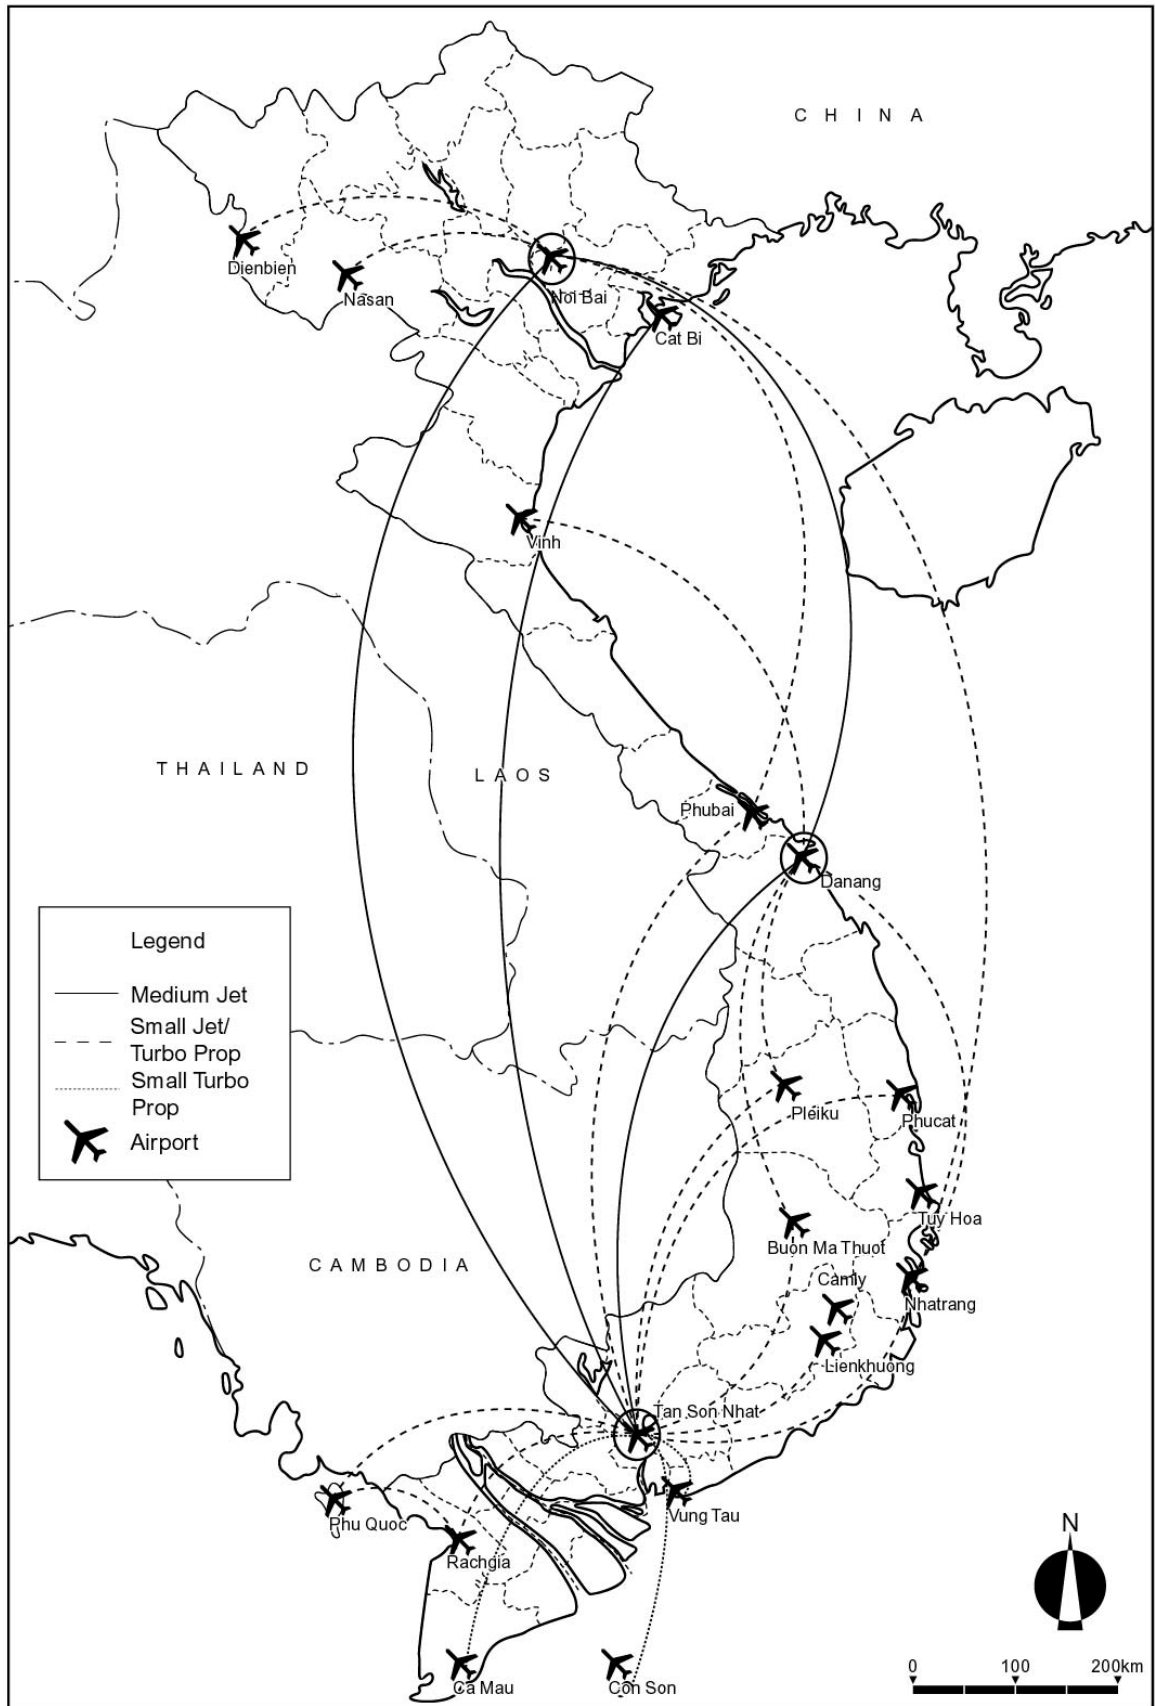 CHINA
Dienbien
Nasan
Noi Bai
Cat Bi
Vinh
THAILAND
LAOS
Phubai
Danang
Legend
Medium Jet
Small Jet/
Turbo Prop
Small Turbo
Prop
Airport
Pleiku
Phucat
Tuy Hoa
Buon Ma Thuot
CAMBODIA
Camly
Nhatrang
Lienkhuong
Tan Son Nhat
Phu Quoc
Vung Tau
Rachgia
N
Ca Mau
Con Son
0 100 200km